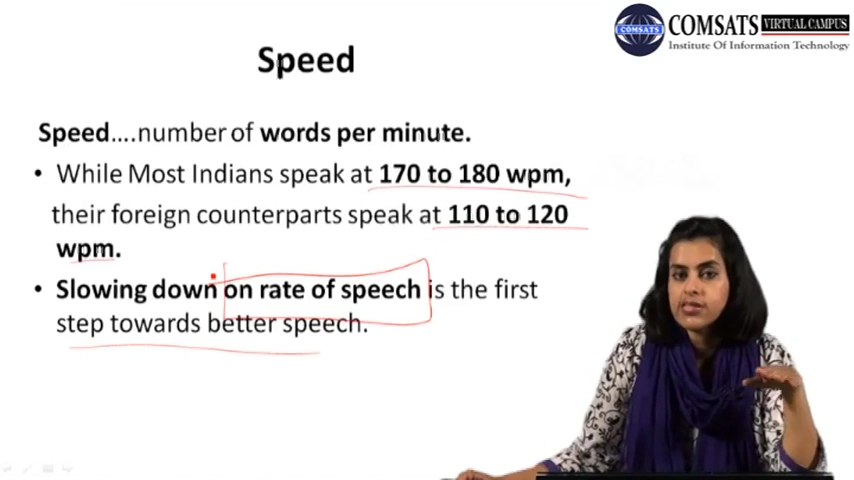 COMSATS VIRTUAL CAMPUS
COMSATS
Institute Of Information Technology
Speed
Speed....number of words per minute.
• While Most Indians speak at 170 to 180 wpm,
their foreign counterparts speak at 110 to 120
wpm.
• Slowing down on rate of speech is the first
step towards better speech.